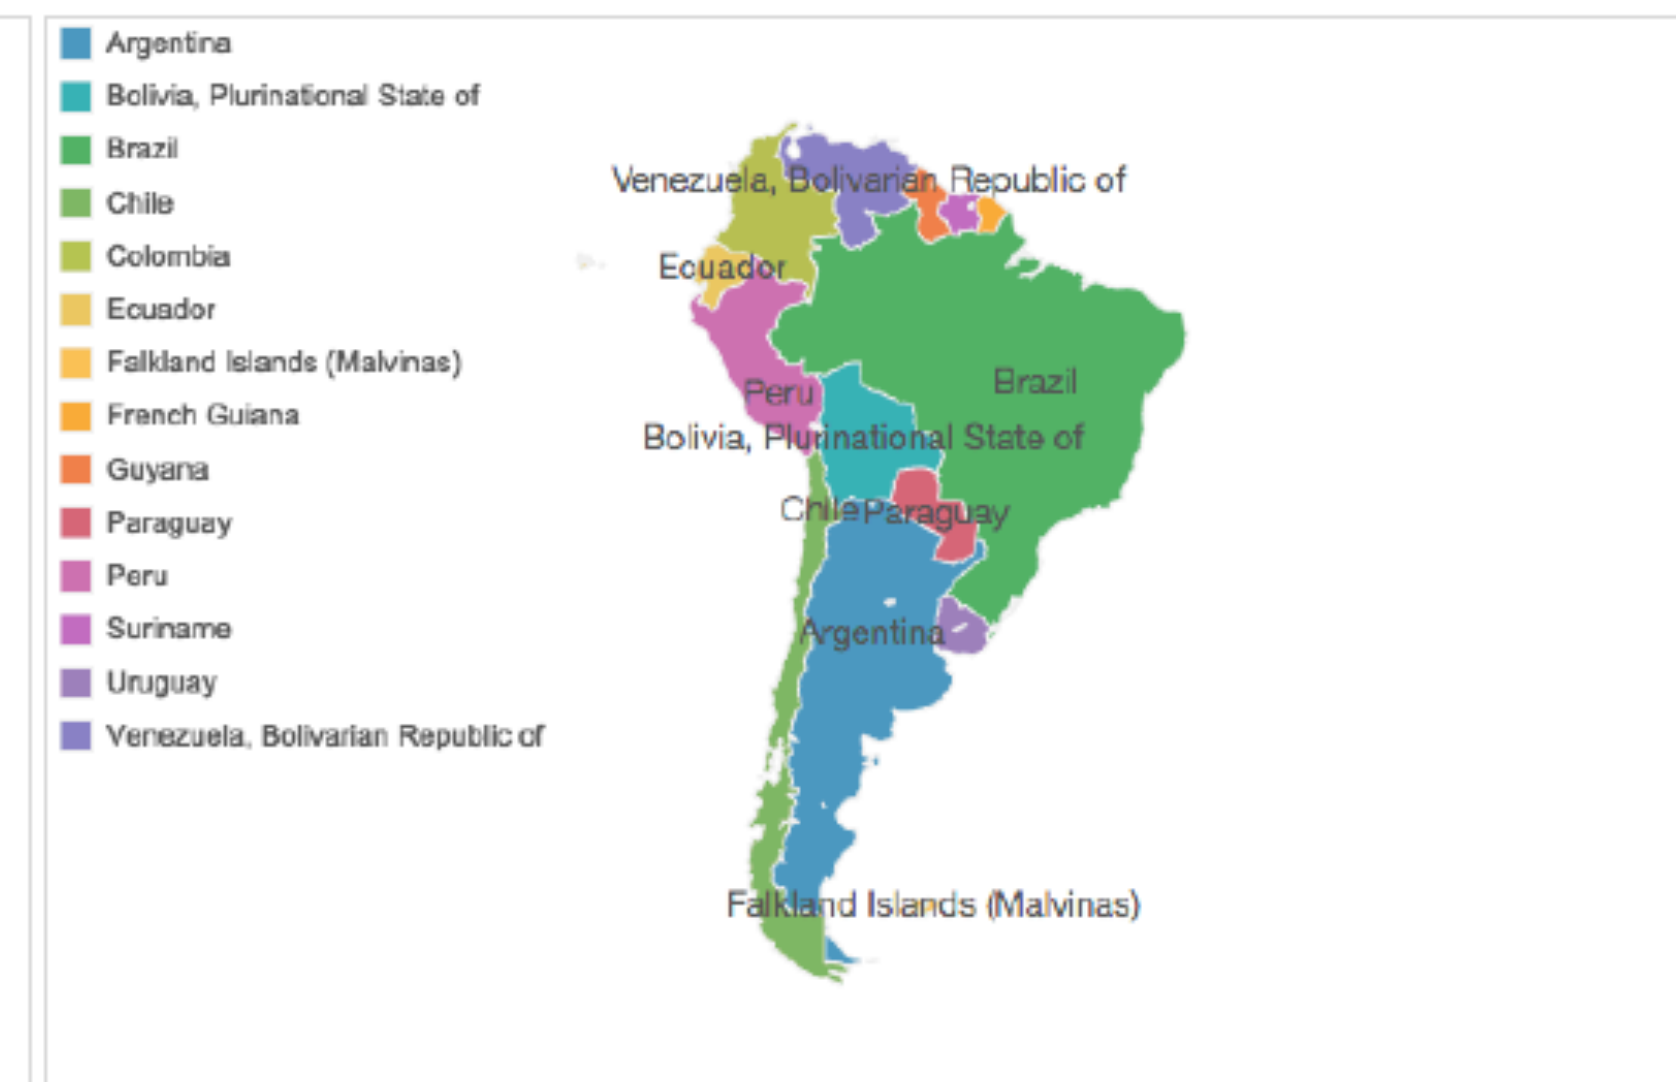 Argentina
Bolivia, Plurinational State of
Brazil
Chile
Colombia
Ecuador
Falkland Islands (Malvinas)
French Guiana
Guyana
Paraguay
Peru
Suriname
Uruguay
Venezuela, Bolivarian Republic of
Venezuela, Bolivarian Republic of
Ecuador
Brazil
Peru
Bolivia, Plurinational State of
Chile Paraguay
Argentina
Falkland Islands (Malvinas)